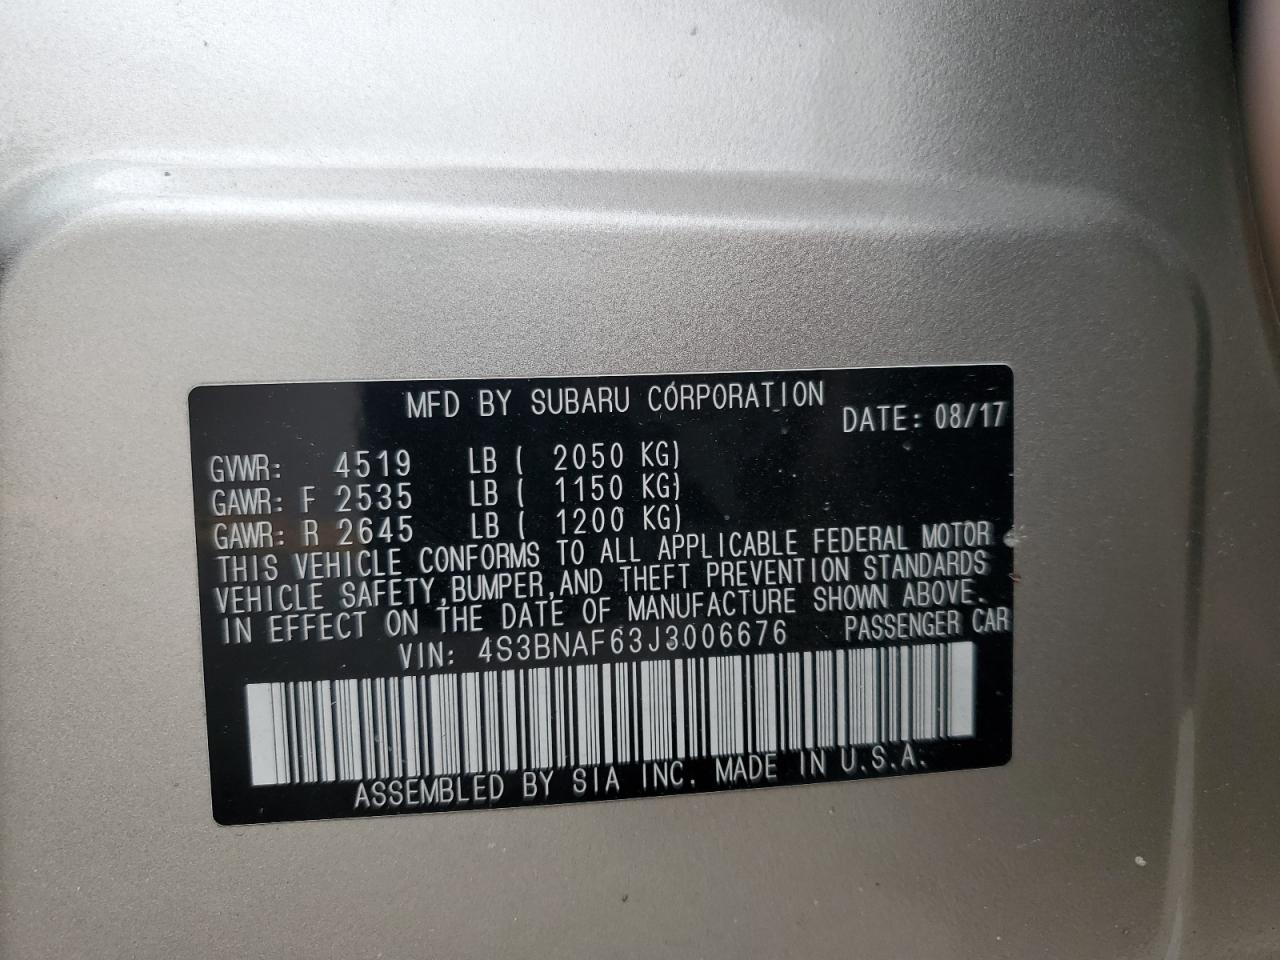 MFD BY SUBARU CORPORATION
DATE: 08/17
GVWR: 4519 LB ( 2050 KG)
GAWR: F 2535 LB ( 1150 KG)
GAWR: R 2645 LB ( 1200 KG)
THIS VEHICLE CONFORMS TO ALL APPLICABLE FEDERAL MOTOR
VEHICLE SAFETY,BUMPER,AND THEFT PREVENTION STANDARDS
IN EFFECT ON THE DATE OF MANUFACTURE SHOWN ABOVE.
VIN: 4S3BNAF63J3006676 PASSENGER CAR
ASSEMBLED BY SIA INC. MADE IN U.S.A.